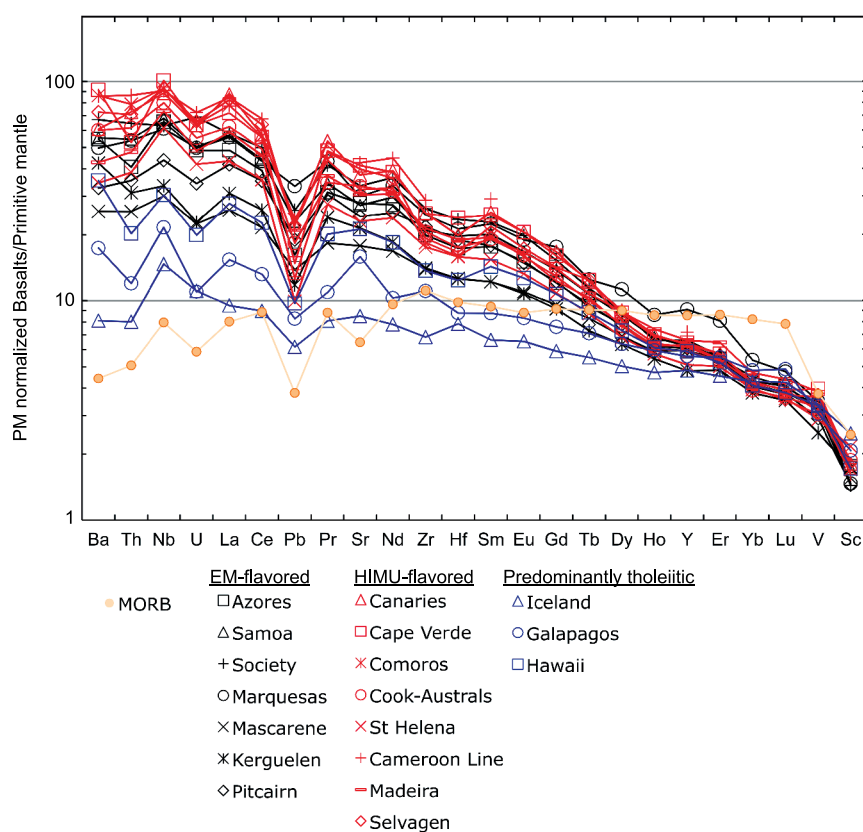 100
10
1
PM normalized Basalts/Primitive mantle
Ba Th Nb U La Ce Pb Pr Sr Nd Zr Hf Sm Eu Gd Tb Dy Ho Y Er Yb Lu V Sc
EM-flavored HIMU-flavored Predominantly tholeiitic
MORB Azores Canaries Iceland
Samoa Cape Verde Galapagos
Society Comoros Hawaii
Marquesas Cook-Australs
Mascarene St Helena
Kerguelen Cameroon Line
Pitcairn Madeira
Selvagen